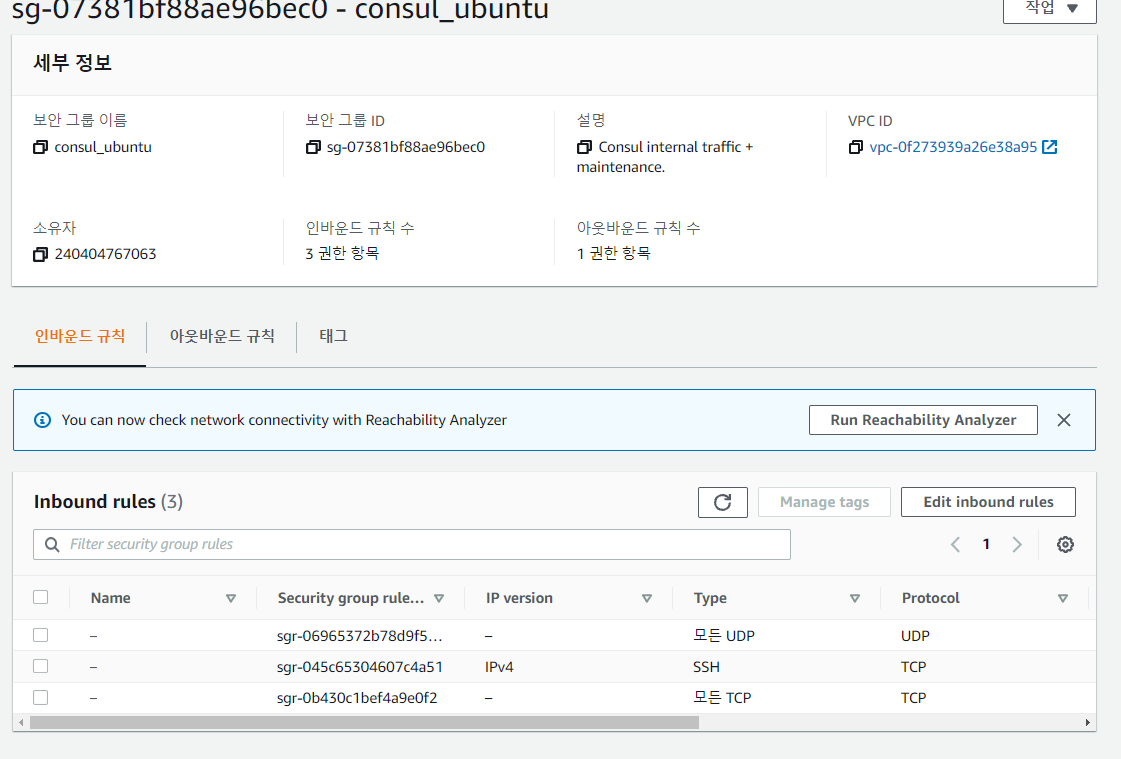 sg-07381bf88ae96bec0 - consul_ubuntu
작업
세부 정보
보안 그룹 이름
consul_ubuntu
보안 그룹 ID
sg-07381bf88ae96bec0
설명
Consul internal traffic +
maintenance.
VPC ID
vpc-0f273939a26e38a95
소유자
240404767063
인바운드 규칙 수
3 권한 항목
아웃바운드 규칙 수
1 권한 항목
인바운드 규칙 아웃바운드 규칙 태그
You can now check network connectivity with Reachability Analyzer Run Reachability Analyzer
Inbound rules (3) Manage tags Edit inbound rules
Filter security group rules 1
Name Security group rule... IP version Type Protocol
– sgr-06965372b78d9f5... – 모든 UDP UDP
– sgr-045c65304607c4a51 IPv4 SSH TCP
– sgr-0b430c1bef4a9e0f2 – 모든 TCP TCP